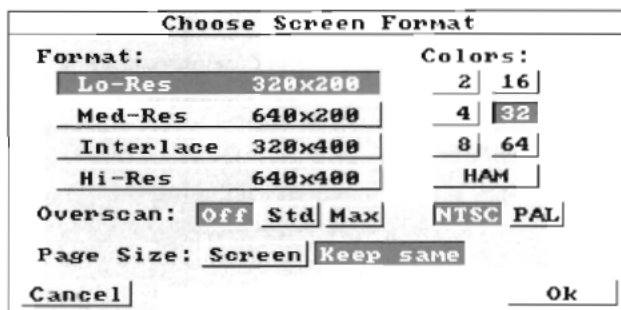 Choose Screen Format
Format: Colors:
Lo-Res 320x200 2 16
Med-Res 640x200 4 32
Interlace 320x400 8 64
Hi-Res 640x400 HAM
Overscan: Off Std Max NTSC PAL
Page Size: Screen Keep same
Cancel Ok